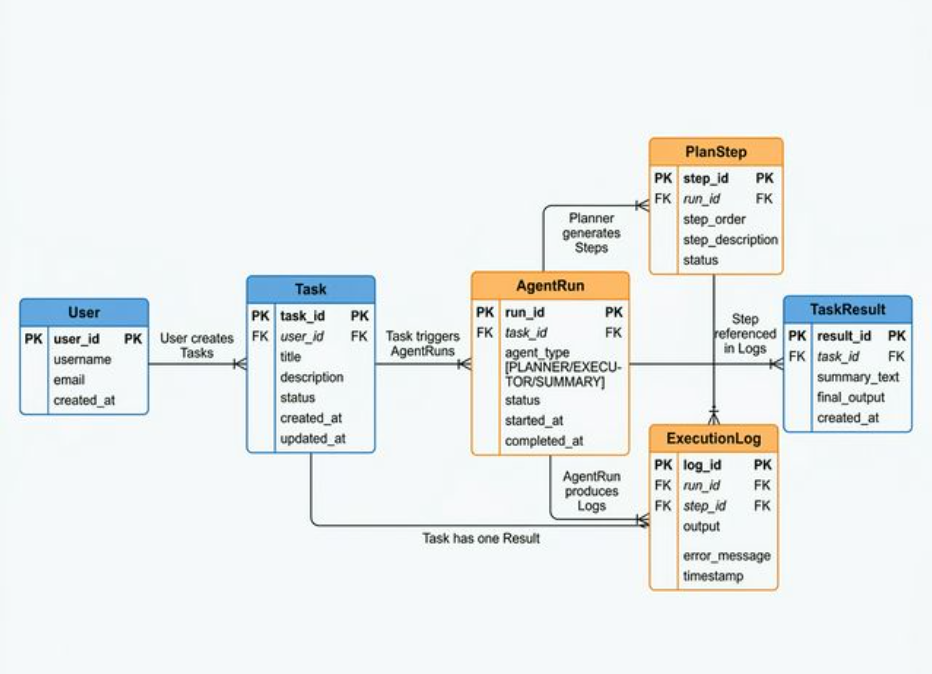 PlanStep
PK step_id PK
FK run_id FK
step_order
step_description
status
Planner
generates
Steps
User
PK user_id PK
username
email
created_at
User creates
Tasks
Task
PK task_id PK
FK user_id FK
title
description
status
created_at
updated_at
Task triggers
AgentRuns
AgentRun
PK run_id PK
FK task_id FK
agent_type
[PLANNER/EXECU-
TOR/SUMMARY]
status
started_at
completed_at
Step
referenced
in Logs
TaskResult
PK result_id PK
FK task_id FK
summary_text
final_output
created_at
AgentRun
produces
Logs
Task has one Result
ExecutionLog
PK log_id PK
FK run_id FK
FK step_id FK
output
error_message
timestamp